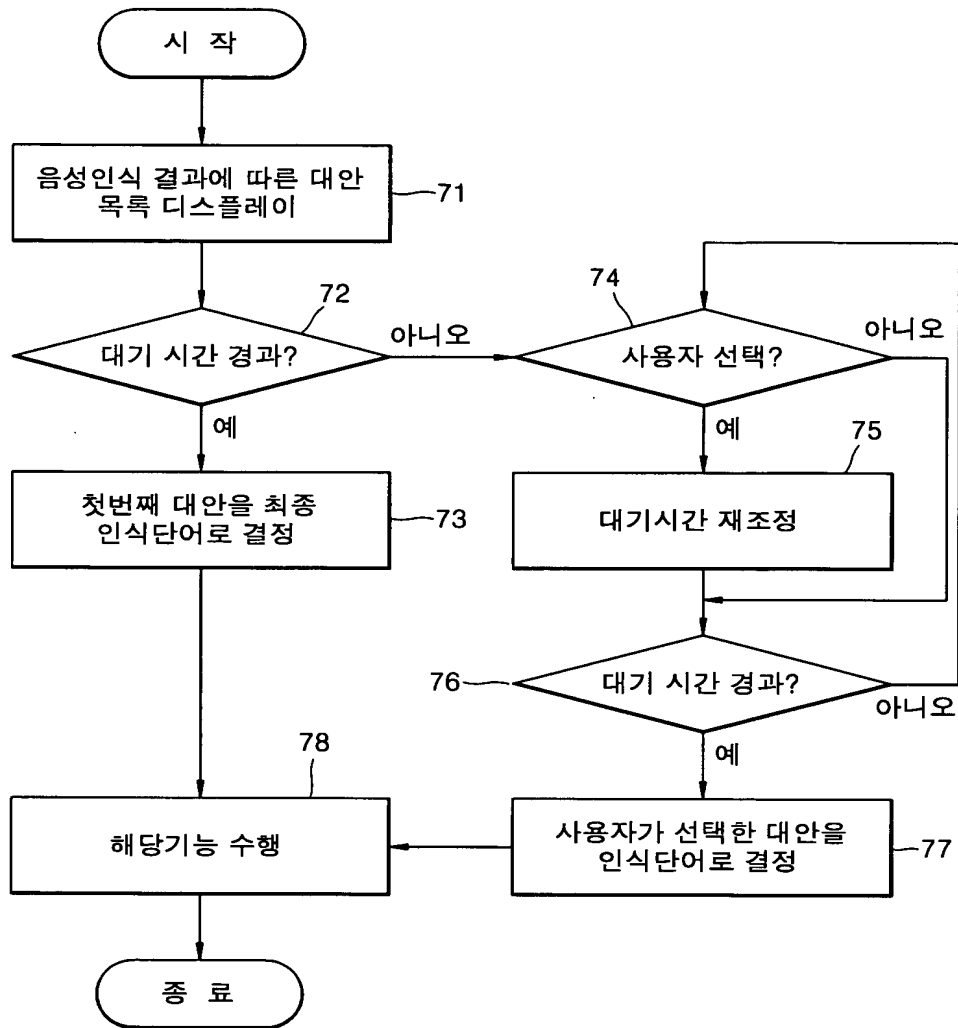 시 작
음성인식 결과에 따른 대안
목록 디스플레이
71
72
대기 시간 경과?
아니오
예
74
사용자 선택?
아니오
예
첫번째 대안을 최종
인식단어로 결정
73
75
대기시간 재조정
76
대기 시간 경과?
아니오
예
78
해당기능 수행
사용자가 선택한 대안을
인식단어로 결정
77
종 료